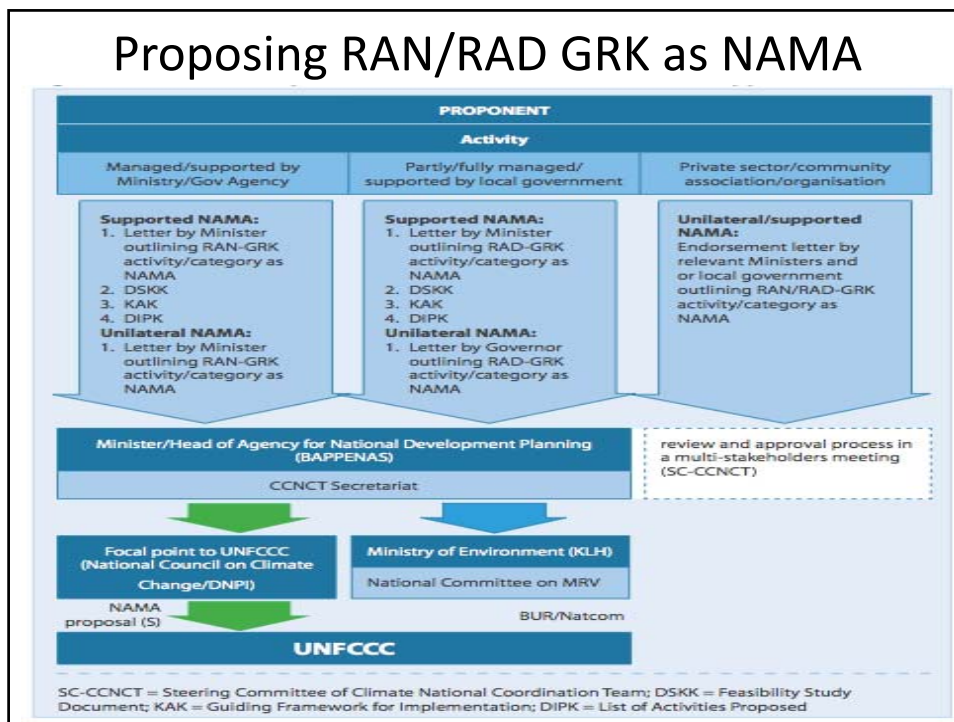 Proposing RAN/RAD GRK as NAMA
PROPONENT
Activity
Managed/supported by
Ministry/Gov Agency
Partly/fully managed/
supported by local government
Private sector/community
association/organisation
Supported NAMA:
1. Letter by Minister
outlining RAN-GRK
activity/category as
NAMA
2. DSKK
3. KAK
4. DIPK
Unilateral NAMA:
1. Letter by Minister
outlining RAN-GRK
activity/category as
NAMA
Supported NAMA:
1. Letter by Minister
outlining RAD-GRK
activity/category as
NAMA
2. DSKK
3. KAK
4. DIPK
Unilateral NAMA:
1. Letter by Governor
outlining RAD-GRK
activity/category as
NAMA
Unilateral/supported
NAMA:
Endorsement letter by
relevant Ministers and
or local government
outlining RAN/RAD-GRK
activity/category as
NAMA
Minister/Head of Agency for National Development Planning
(BAPPENAS)
CCNCT Secretariat
review and approval process in
a multi-stakeholders meeting
(SC-CCNCT)
Focal point to UNFCCC
(National Council on Climate
Change/DNPI)
Ministry of Environment (KLH)
National Committee on MRV
NAMA
proposal (S)
BUR/Natcom
UNFCCC
SC-CCNCT = Steering Committee of Climate National Coordination Team; DSKK = Feasibility Study
Document; KAK = Guiding Framework for Implementation; DIPK = List of Activities Proposed